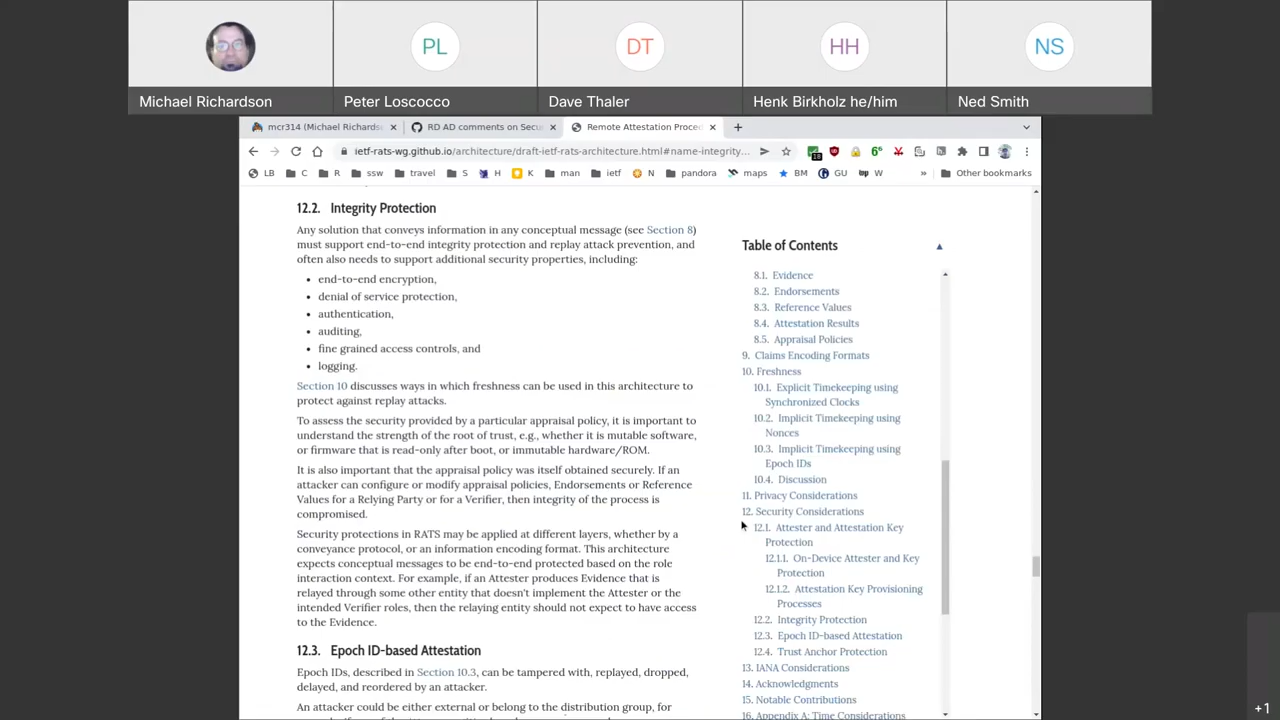 PL
DT
HH
NS
Michael Richardson
Peter Loscocco
Dave Thaler
Henk Birkholz he/him
Ned Smith
mcr314 (Michael Richards
RD AD comments on Secu
Remote Attestation Proce
ietf-rats-wg.github.io/architecture/draft-ietf-rats-architecture.html#name-integrity...
18
LB
C
R
ssw
travel
S
H
K
man
ietf
N
pandora
maps
BM
GU
W
»
Other bookmarks
12.2. Integrity Protection
Any solution that conveys information in any conceptual message (see Section 8)
must support end-to-end integrity protection and replay attack prevention, and
often also needs to support additional security properties, including:
• end-to-end encryption,
• denial of service protection,
• authentication,
• auditing,
• fine grained access controls, and
• logging.
Section 10 discusses ways in which freshness can be used in this architecture to
protect against replay attacks.
To assess the security provided by a particular appraisal policy, it is important to
understand the strength of the root of trust, e.g., whether it is mutable software,
or firmware that is read-only after boot, or immutable hardware/ROM.
It is also important that the appraisal policy was itself obtained securely. If an
attacker can configure or modify appraisal policies, Endorsements or Reference
Values for a Relying Party or for a Verifier, then integrity of the process is
compromised.
Security protections in RATS may be applied at different layers, whether by a
conveyance protocol, or an information encoding format. This architecture
expects conceptual messages to be end-to-end protected based on the role
interaction context. For example, if an Attester produces Evidence that is
relayed through some other entity that doesn't implement the Attester or the
intended Verifier roles, then the relaying entity should not expect to have access
to the Evidence.
12.3. Epoch ID-based Attestation
Epoch IDs, described in Section 10.3, can be tampered with, replayed, dropped,
delayed, and reordered by an attacker.
An attacker could be either external or belong to the distribution group, for
Table of Contents
8.1. Evidence
8.2. Endorsements
8.3. Reference Values
8.4. Attestation Results
8.5. Appraisal Policies
9. Claims Encoding Formats
10. Freshness
10.1. Explicit Timekeeping using
Synchronized Clocks
10.2. Implicit Timekeeping using
Nonces
10.3. Implicit Timekeeping using
Epoch IDs
10.4. Discussion
11. Privacy Considerations
12. Security Considerations
12.1. Attester and Attestation Key
Protection
12.1.1. On-Device Attester and Key
Protection
12.1.2. Attestation Key Provisioning
Processes
12.2. Integrity Protection
12.3. Epoch ID-based Attestation
12.4. Trust Anchor Protection
13. IANA Considerations
14. Acknowledgments
15. Notable Contributions
16. Appendix A: Time Considerations
+1